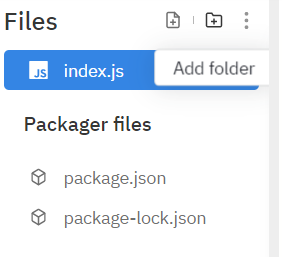 Files
JS index.js
Add folder
Packager files
package.json
package-lock.json